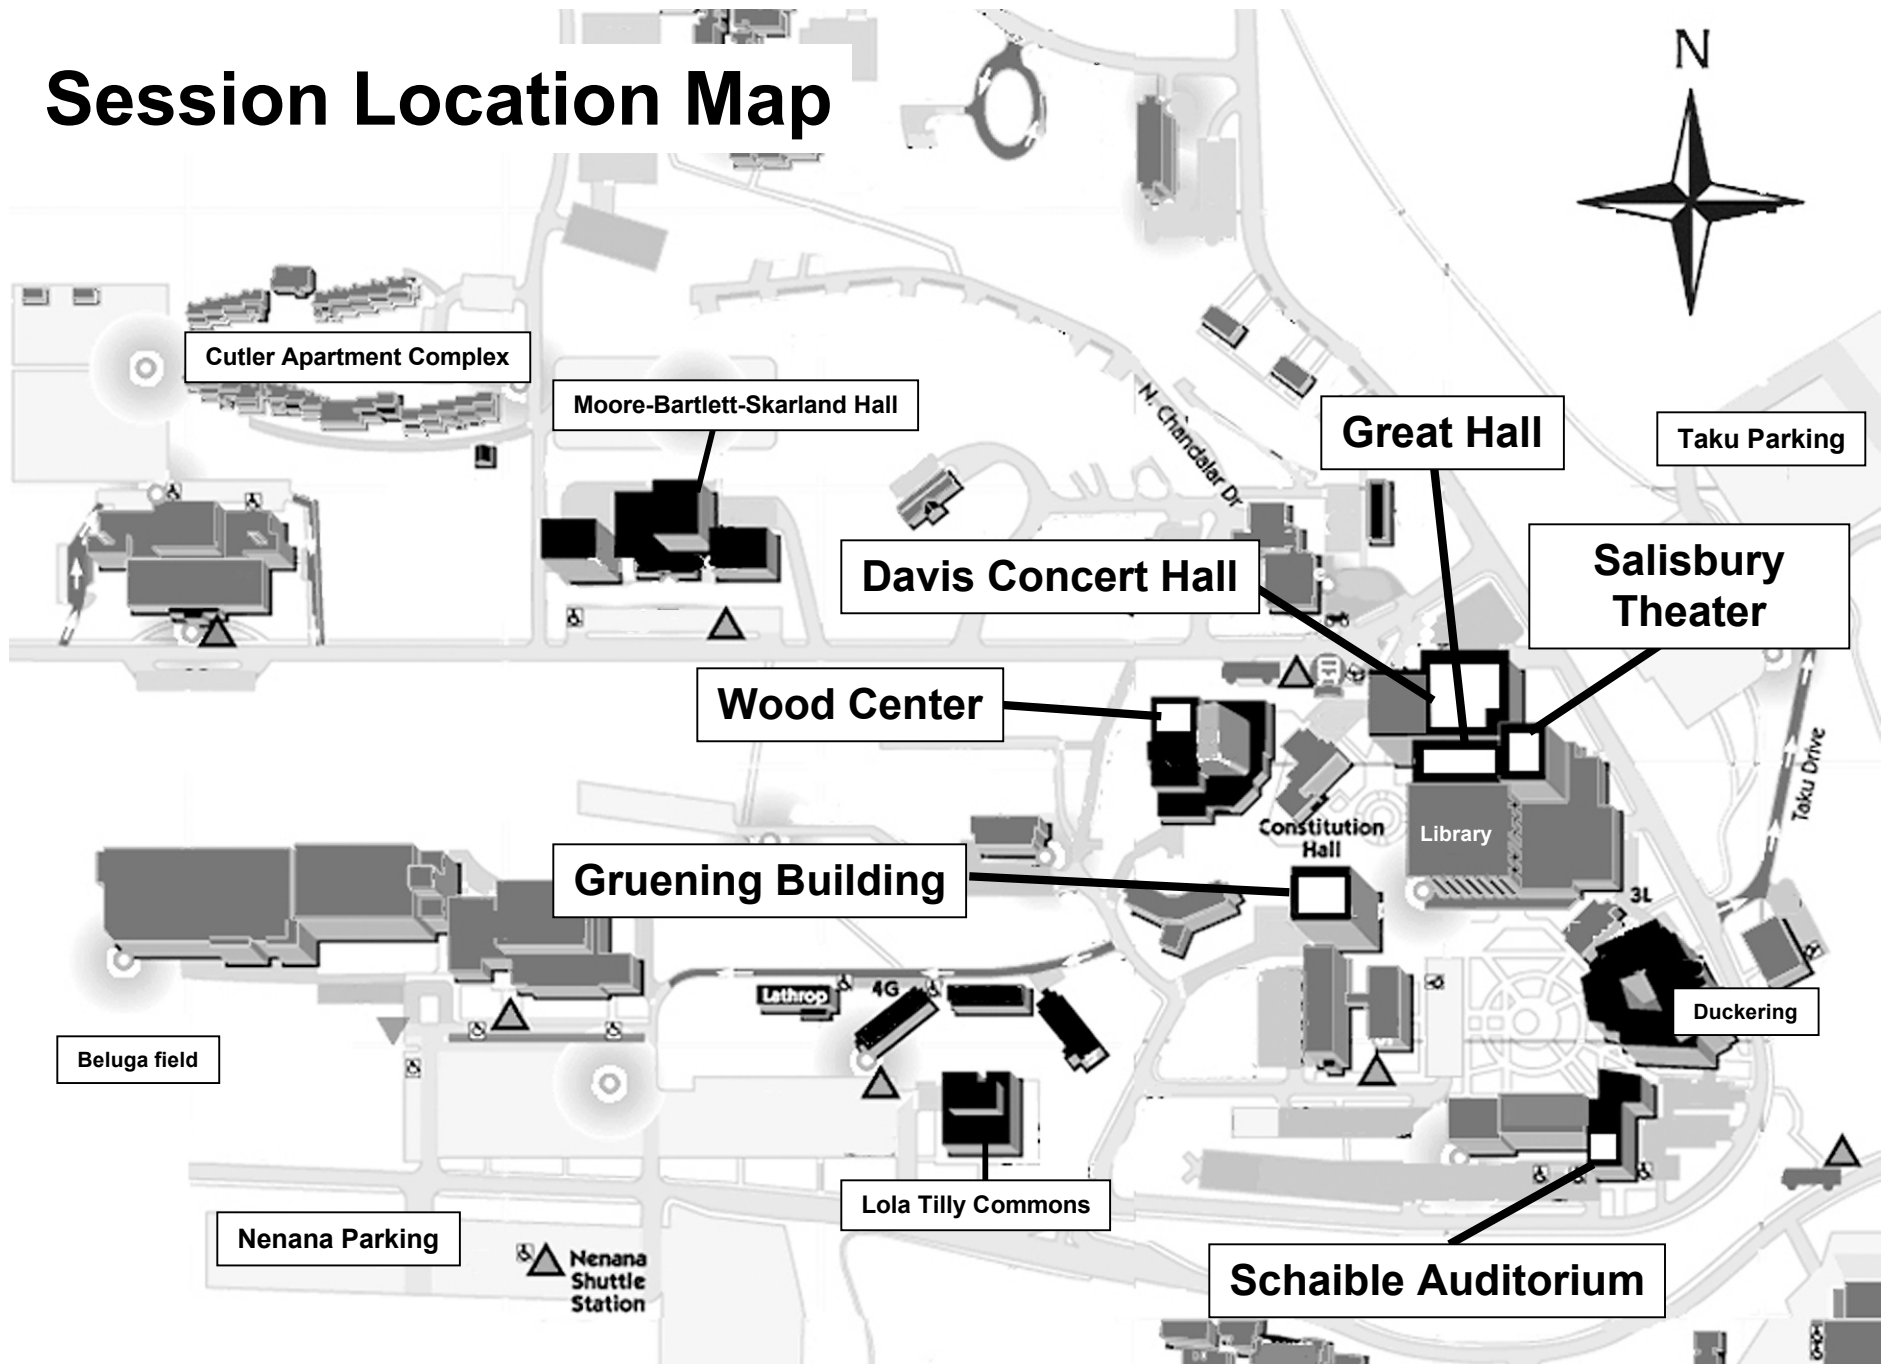 N
Session Location Map
Cutler Apartment Complex
Moore-Bartlett-Skarland Hall
N. Chandalar Dr
Great Hall
Taku Parking
Davis Concert Hall
Salisbury
Theater
Wood Center
Taku Drive
Constitution
Hall
Library
Gruening Building
3L
Lathrop
4G
Duckering
Beluga field
Lola Tilly Commons
Nenana Parking
Nenana
Shuttle
Station
Schaible Auditorium